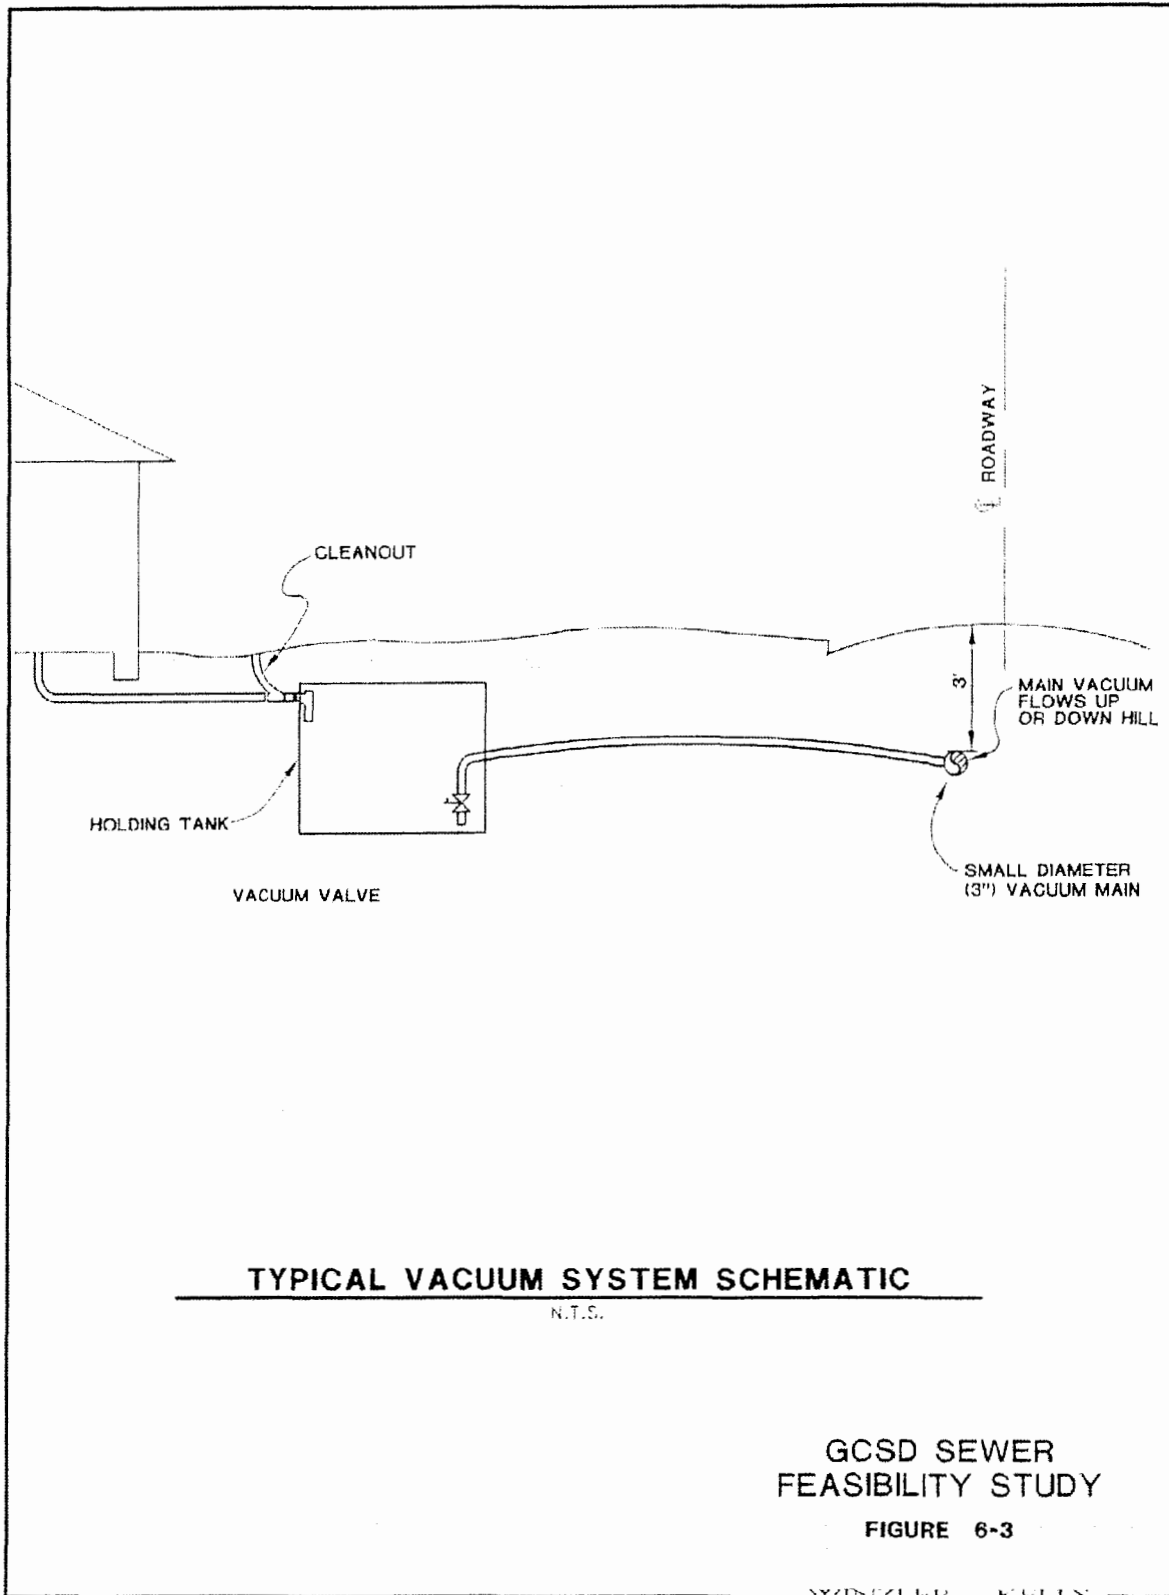 ℄ ROADWAY
CLEANOUT
3'
MAIN VACUUM
FLOWS UP
OR DOWN HILL
HOLDING TANK
SMALL DIAMETER
(3") VACUUM MAIN
VACUUM VALVE
TYPICAL VACUUM SYSTEM SCHEMATIC
N.T.S.
GCSD SEWER
FEASIBILITY STUDY
FIGURE 6-3